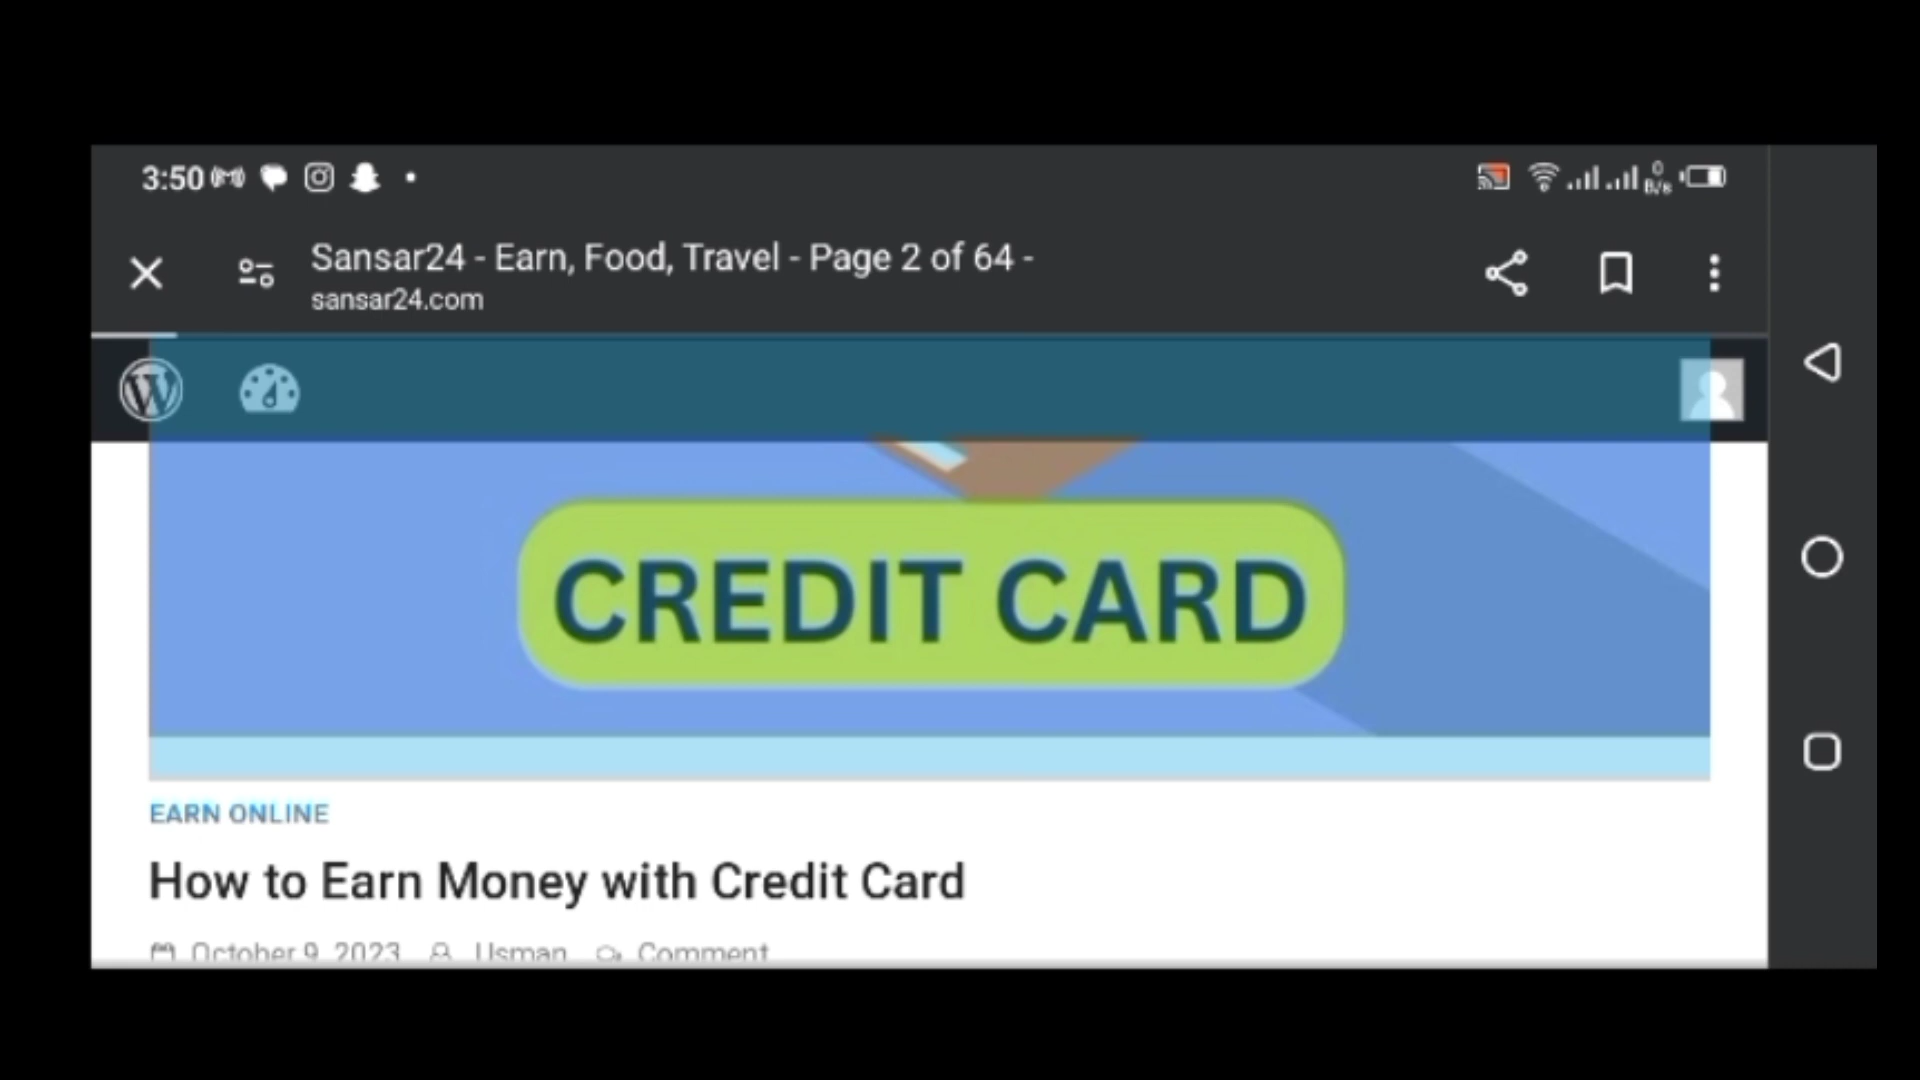 3:50
0
B/s
Sansar24 - Earn, Food, Travel - Page 2 of 64 -
sansar24.com
CREDIT CARD
EARN ONLINE
How to Earn Money with Credit Card
October 9, 2023 Usman Comment